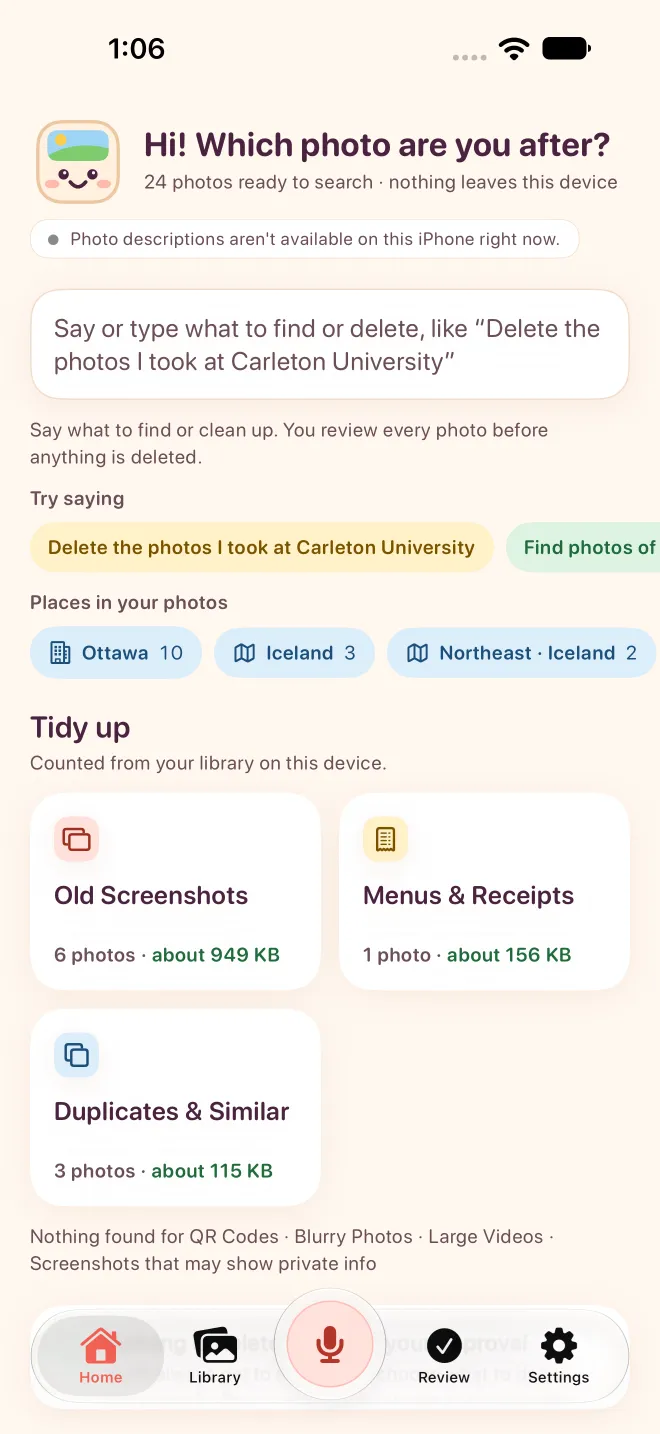 1:06
Hi! Which photo are you after?
24 photos ready to search · nothing leaves this device
Photo descriptions aren't available on this iPhone right now.
Say or type what to find or delete, like “Delete the
photos I took at Carleton University”
Say what to find or clean up. You review every photo before
anything is deleted.
Try saying
Delete the photos I took at Carleton University
Find photos of
Places in your photos
Ottawa 10
Iceland 3
Northeast · Iceland 2
Tidy up
Counted from your library on this device.
Old Screenshots
6 photos · about 949 KB
Menus & Receipts
1 photo · about 156 KB
Duplicates & Similar
3 photos · about 115 KB
Nothing found for QR Codes · Blurry Photos · Large Videos ·
Screenshots that may show private info
Home
Library
Review
Settings